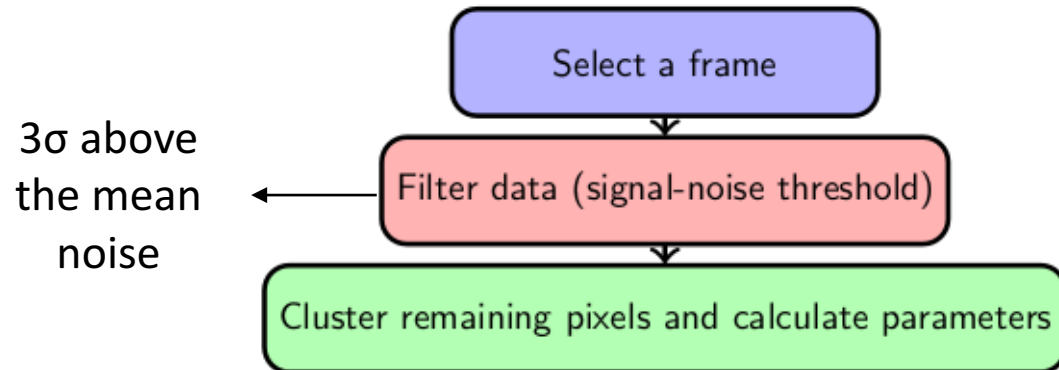 Select a frame
3σ above
the mean
noise
Filter data (signal-noise threshold)
Cluster remaining pixels and calculate parameters